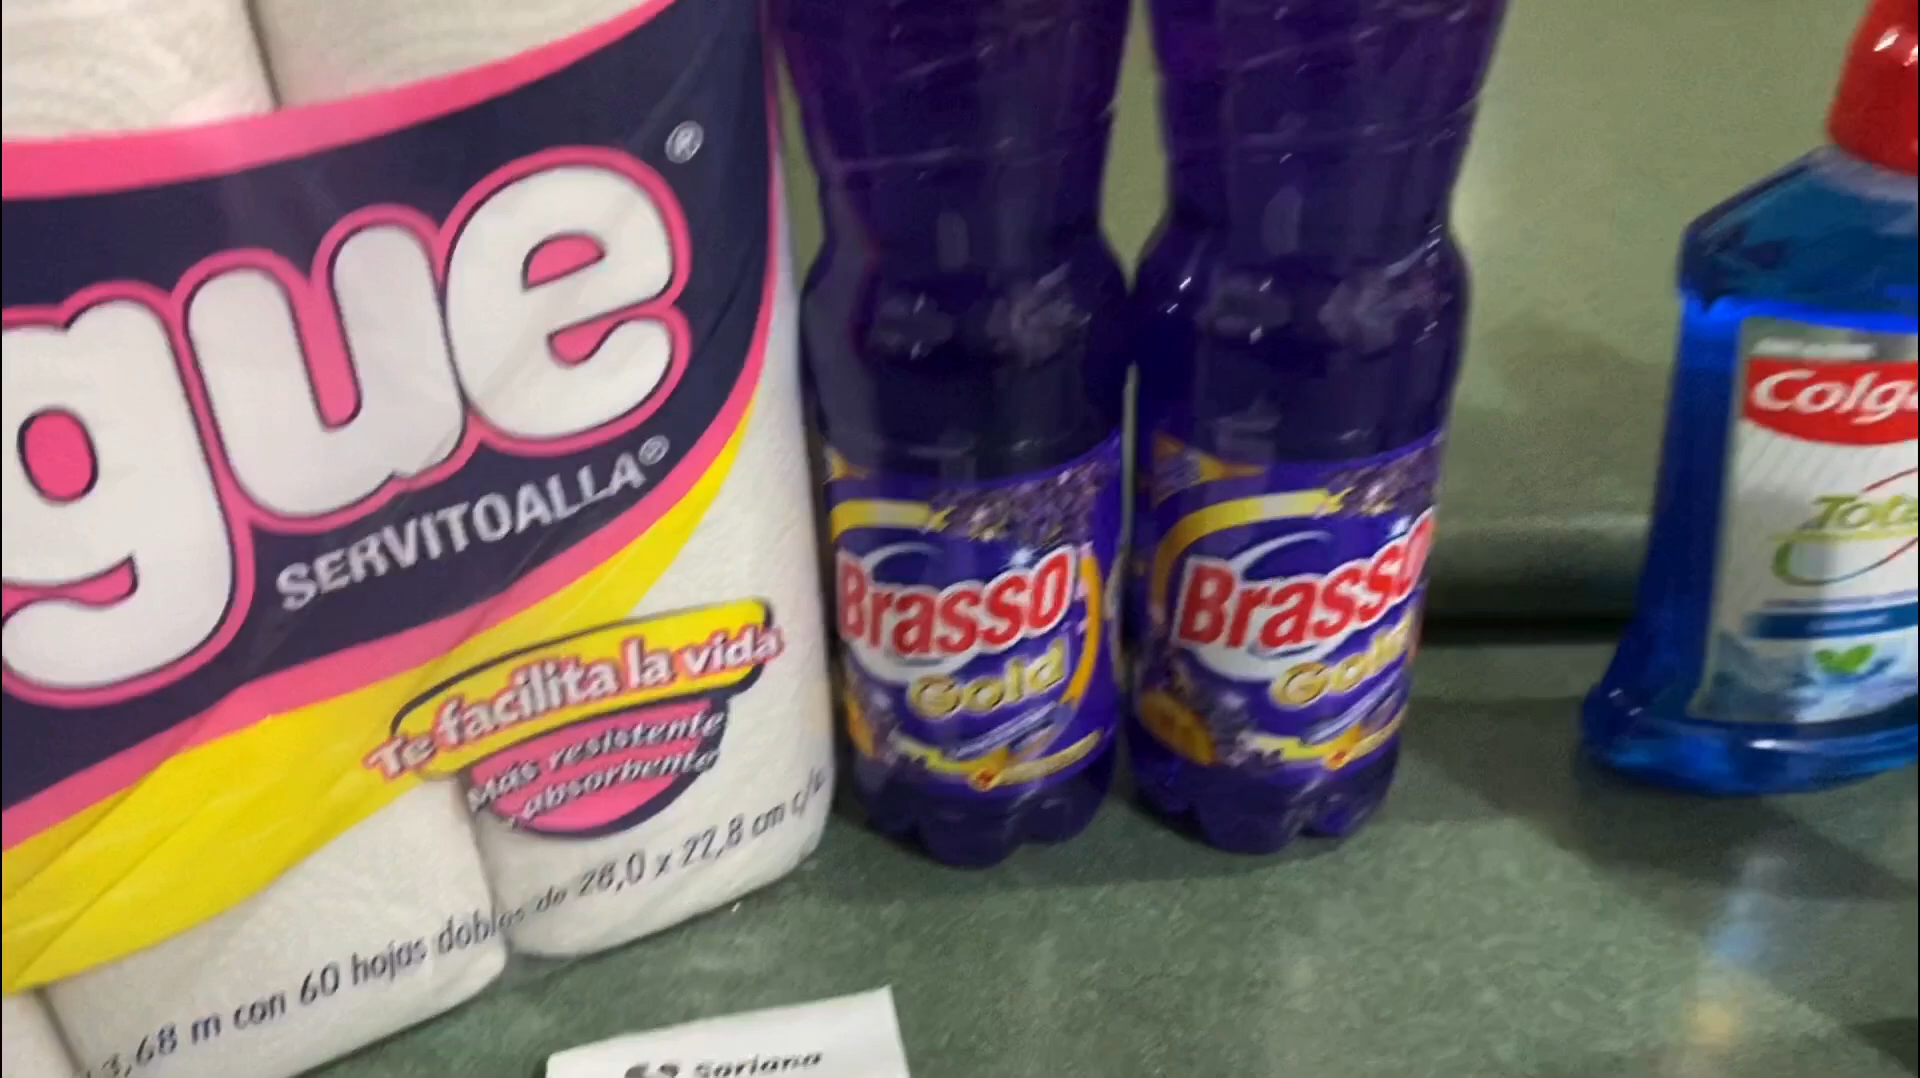 gue®
SERVITOALLA®
Te facilita la vida
Más resistente
absorbente
3,68 m con 60 hojas dobles de 28,0 x 22,8 cm c/u
Brasso
Gold
Brasso
Gold
Colg
Tota
Soriana